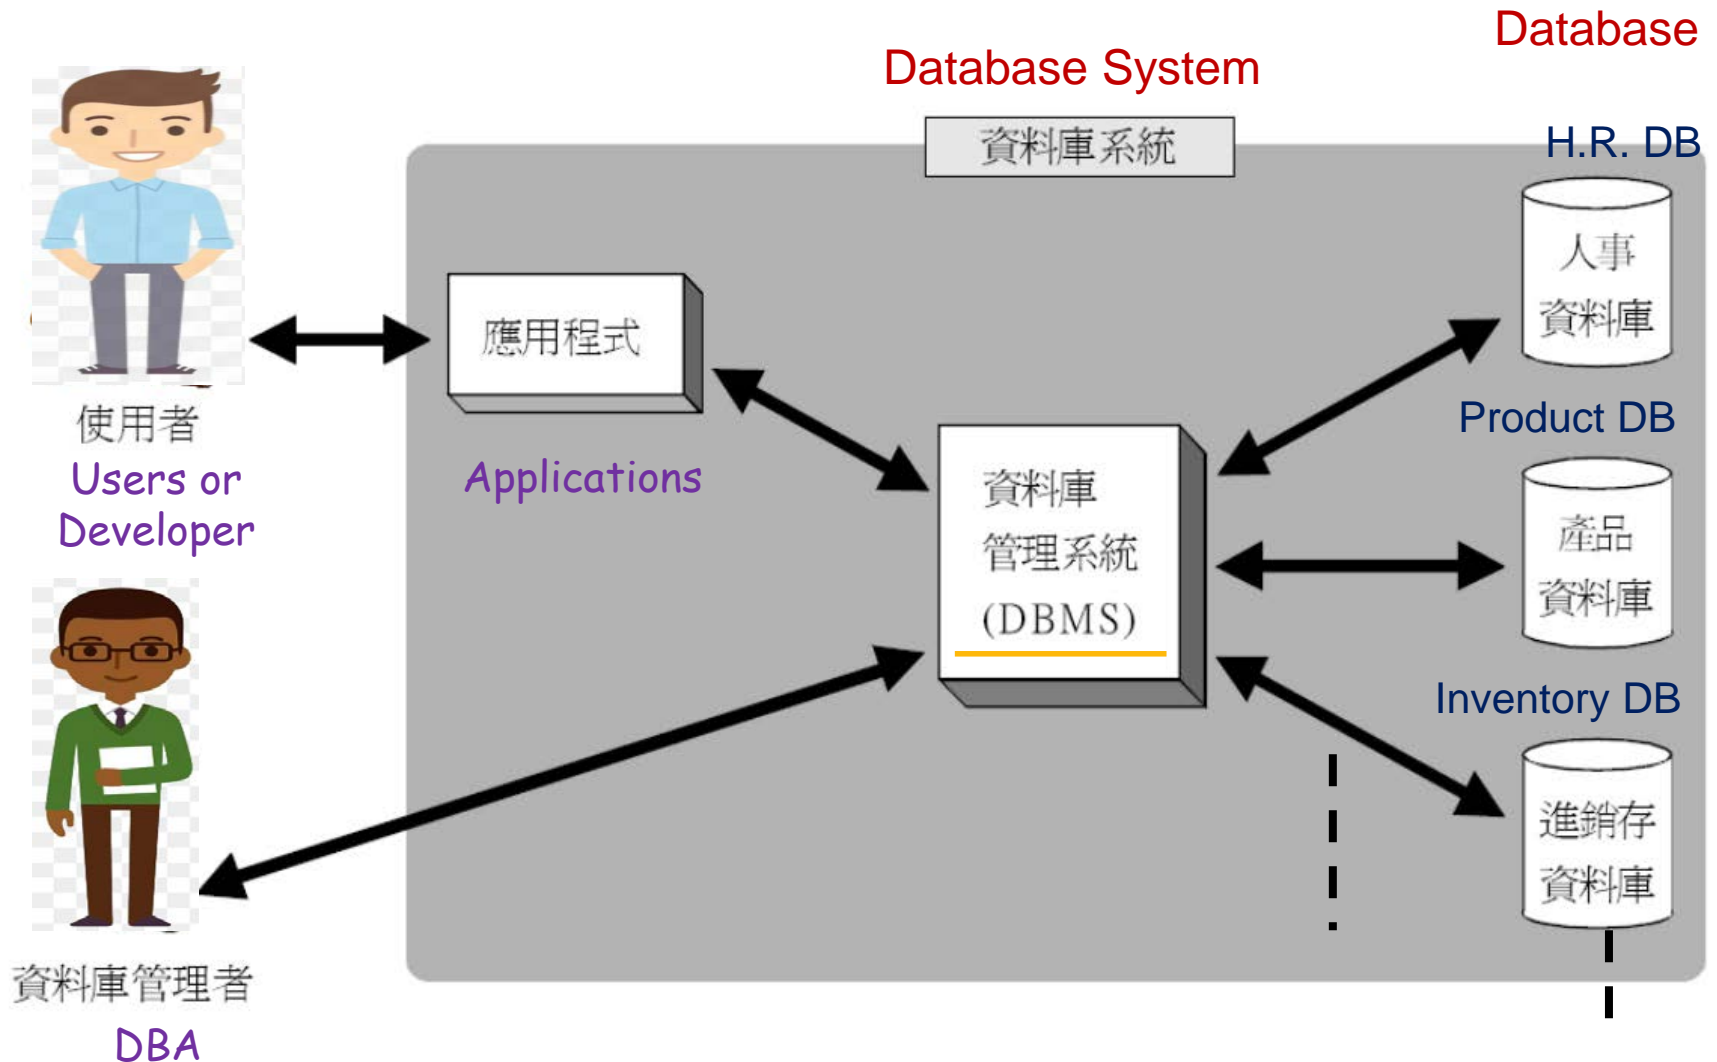 Database
Database System
資料庫系統
H.R. DB
人事
資料庫
應用程式
使用者
Users or
Developer
Applications
Product DB
資料庫
管理系統
(DBMS)
產品
資料庫
Inventory DB
進銷存
資料庫
資料庫管理者
DBA